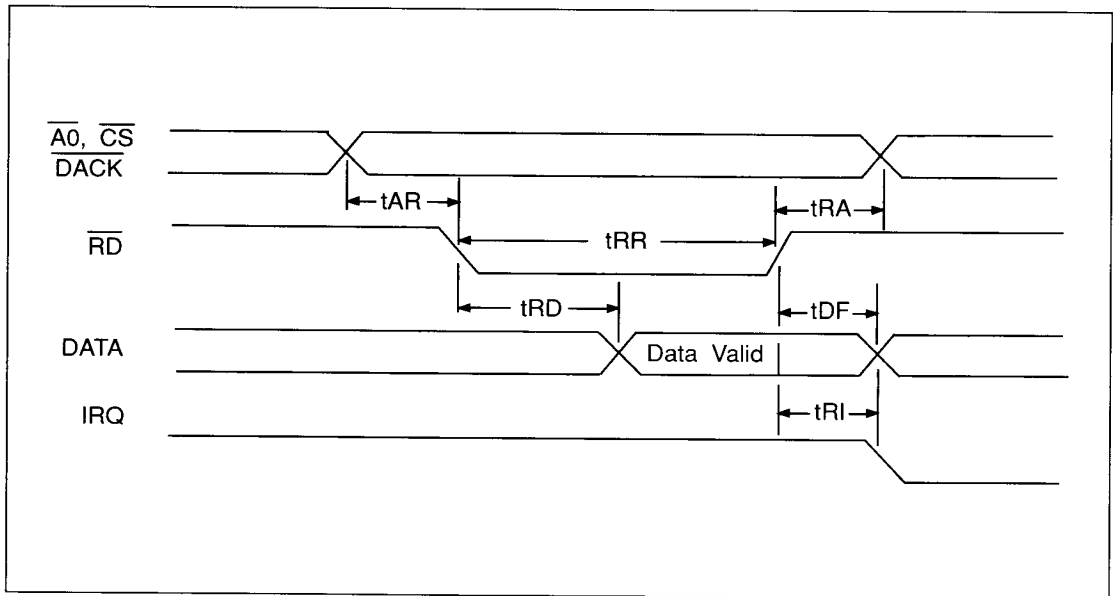 A0, CS
DACK
tAR
tRA
RD
tRR
tRD
tDF
DATA
Data Valid
IRQ
tRI